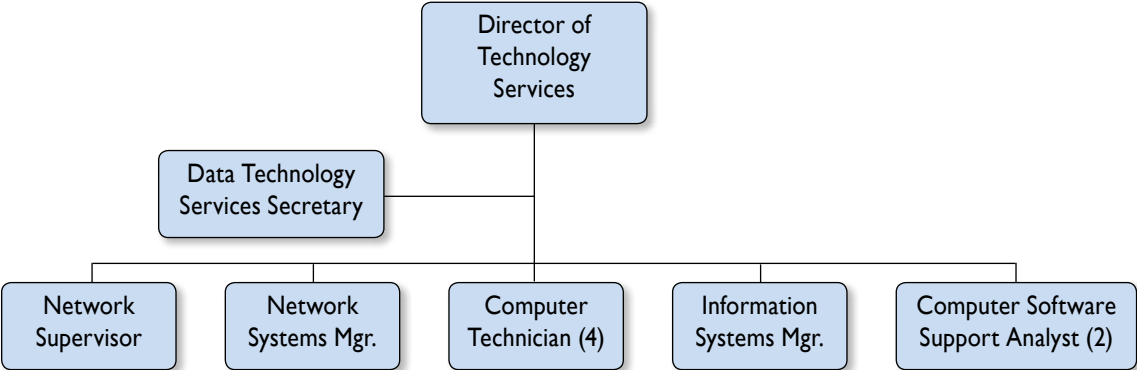 Director of
Technology
Services
Data Technology
Services Secretary
Network
Supervisor
Network
Systems Mgr.
Computer
Technician (4)
Information
Systems Mgr.
Computer Software
Support Analyst (2)